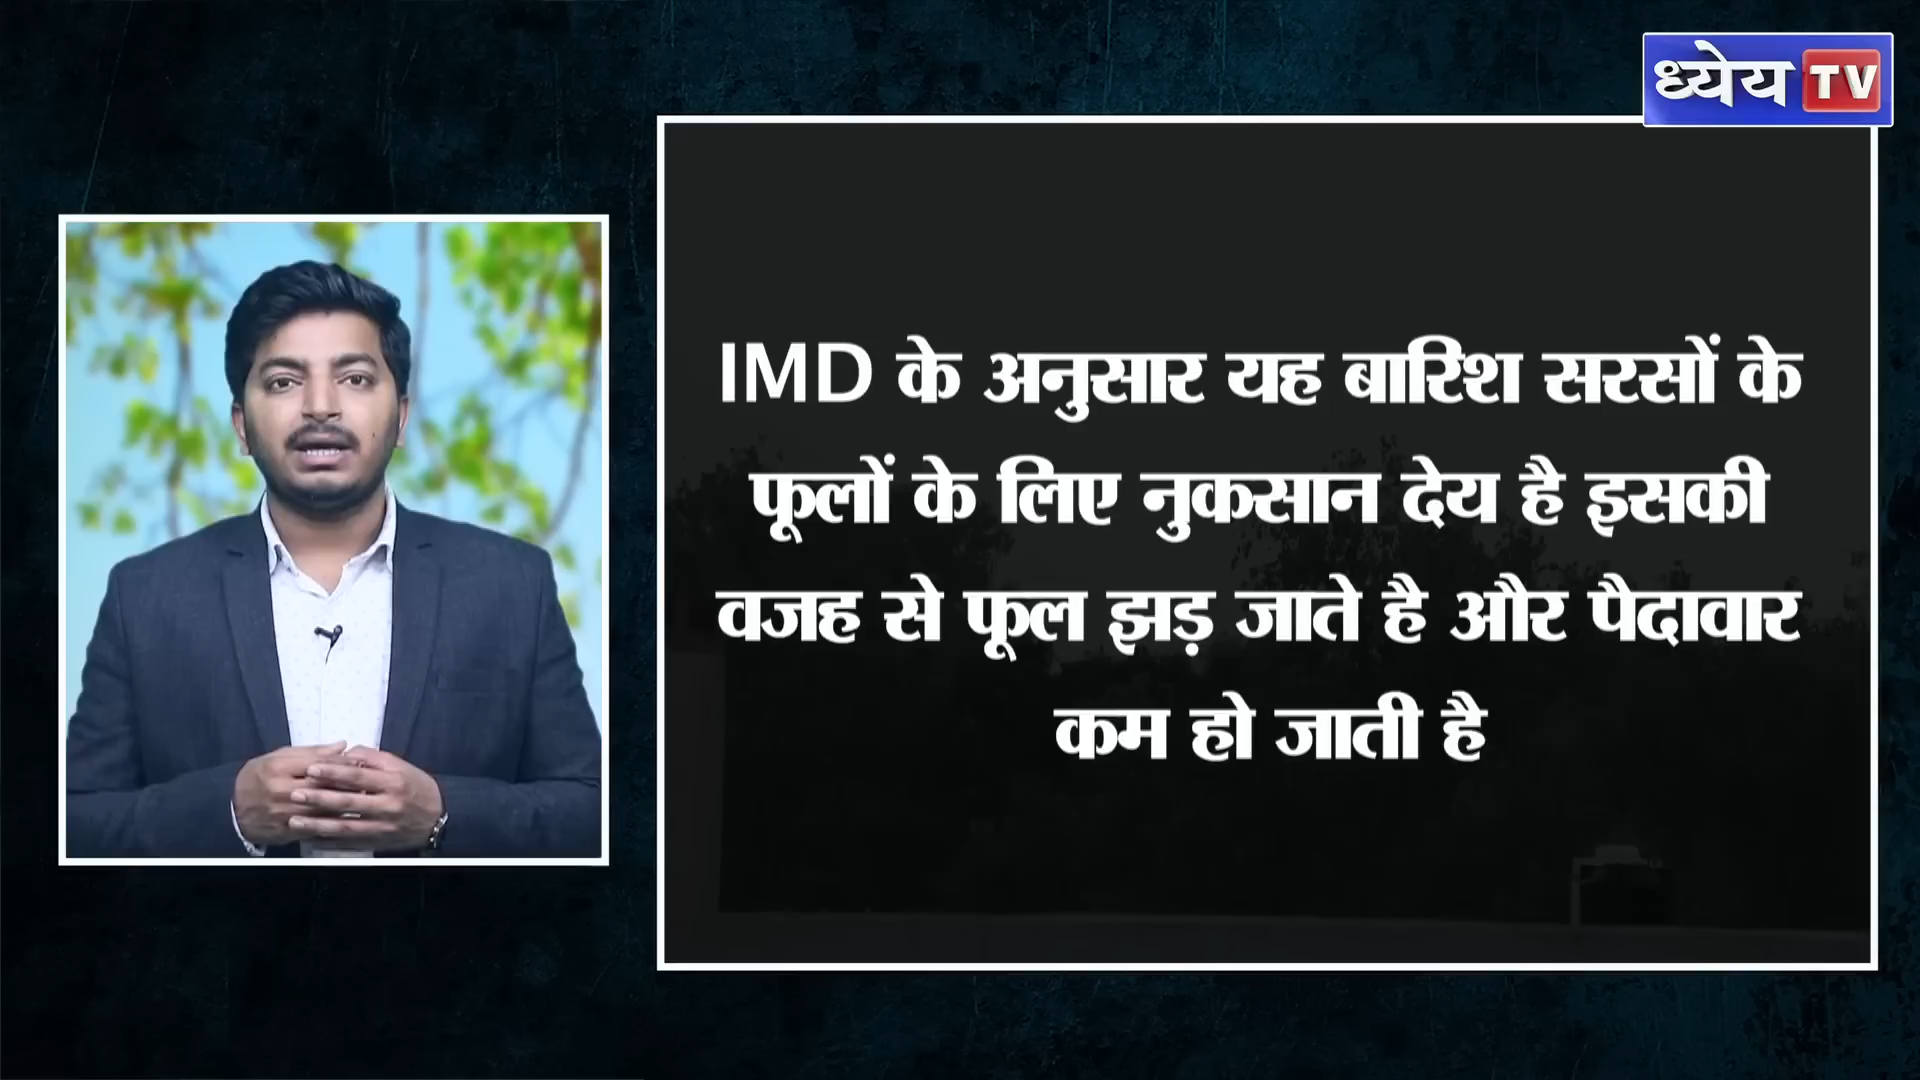 ध्येय TV
IMD के अनुसार यह बारिश सरसों के
फूलों के लिए नुकसान देय है इसकी
वजह से फूल झड़ जाते है और पैदावार
कम हो जाती है